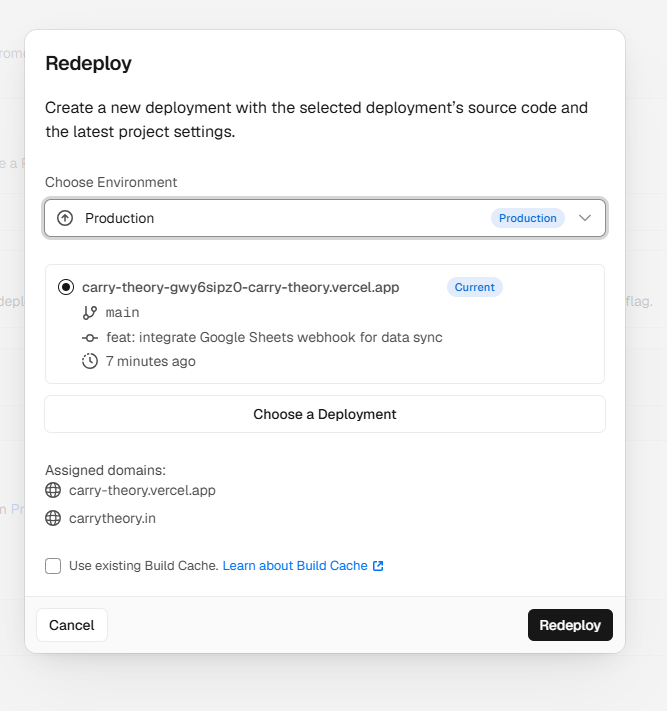 Redeploy
Create a new deployment with the selected deployment’s source code and
the latest project settings.
Choose Environment
Production Production
carry-theory-gwy6sipz0-carry-theory.vercel.app Current
main
feat: integrate Google Sheets webhook for data sync
7 minutes ago
Choose a Deployment
Assigned domains:
carry-theory.vercel.app
carrytheory.in
Use existing Build Cache. Learn about Build Cache
Cancel Redeploy
flag.